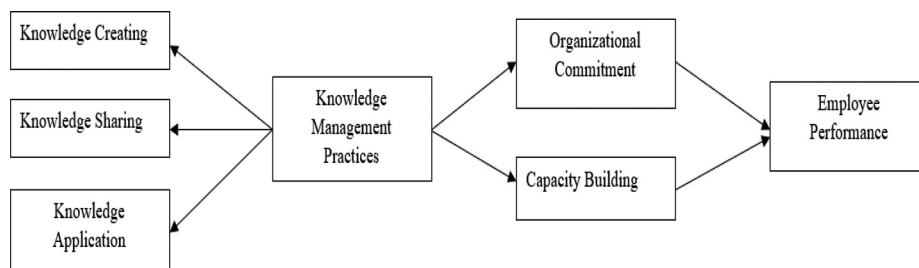 Knowledge Creating
Knowledge Sharing
Knowledge
Application
Knowledge
Management
Practices
Organizational
Commitment
Capacity Building
Employee
Performance